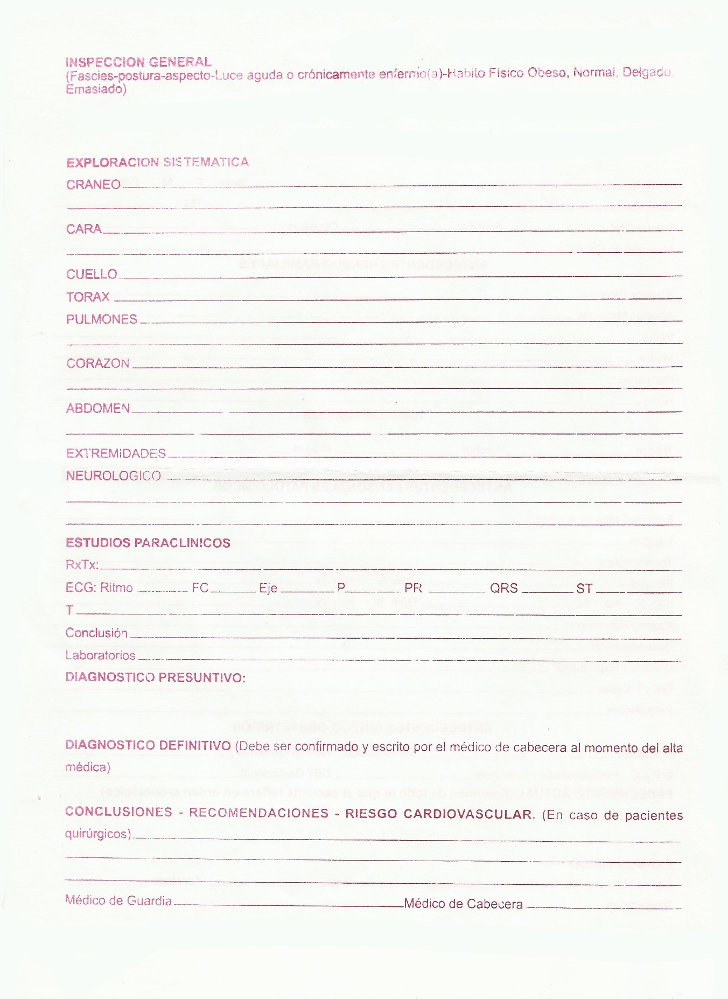 INSPECCION GENERAL
(Fascies-postura-aspecto-Luce aguda o crónicamente enfermo(a)-Habito Físico Obeso, Normal, Delgado,
Emasiado)
EXPLORACION SISTEMATICA
CRANEO
CARA
CUELLO
TORAX
PULMONES
CORAZON
ABDOMEN
EXTREMIDADES
NEUROLOGICO
ESTUDIOS PARACLINICOS
RxTx:
ECG: Ritmo FC Eje P PR QRS ST
T
Conclusión
Laboratorios
DIAGNOSTICO PRESUNTIVO:
DIAGNOSTICO DEFINITIVO (Debe ser confirmado y escrito por el médico de cabecera al momento del alta
médica)
CONCLUSIONES - RECOMENDACIONES - RIESGO CARDIOVASCULAR. (En caso de pacientes
quirúrgicos)
Médico de Guardia Médico de Cabecera